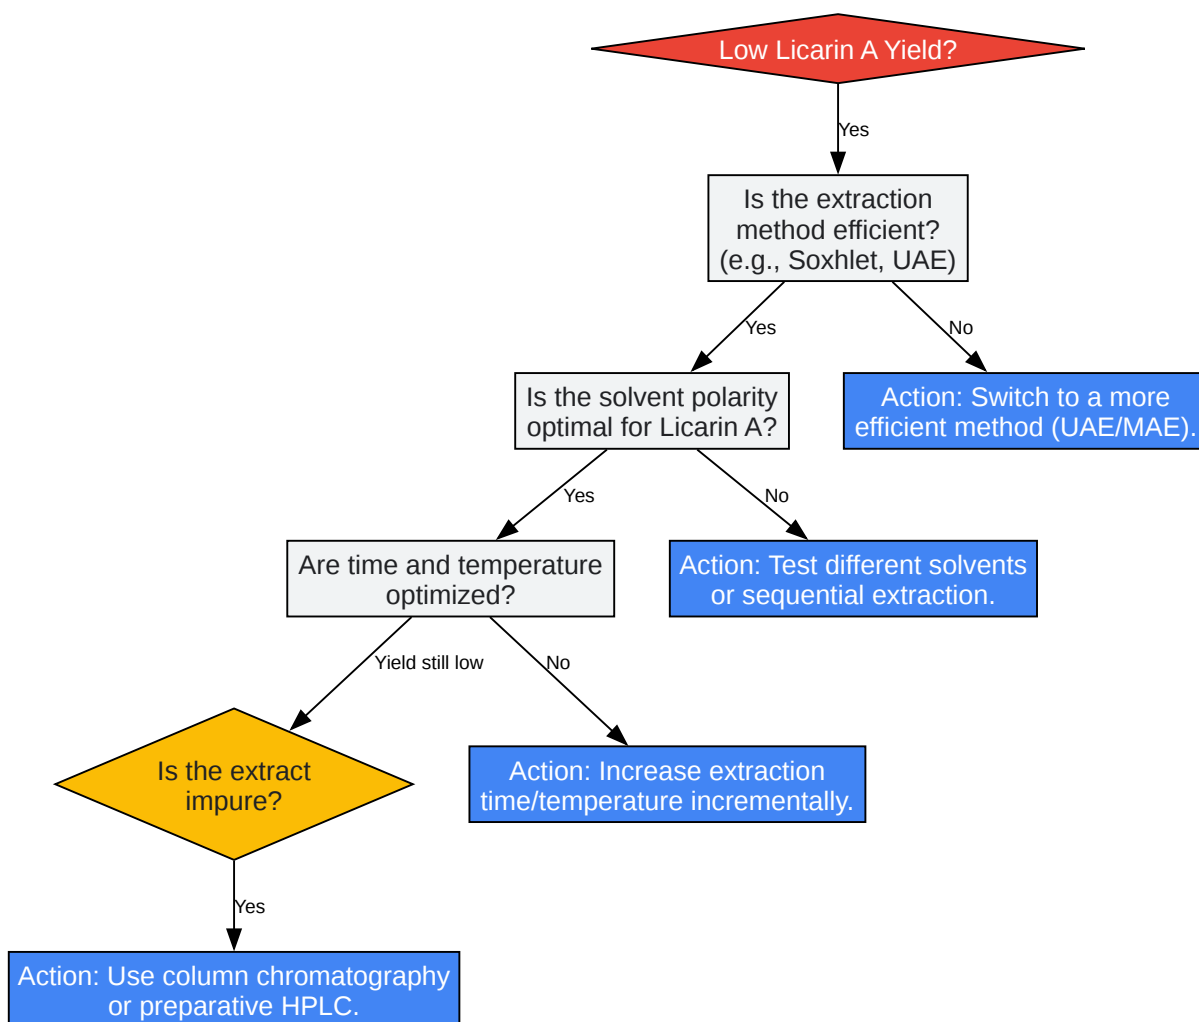 Low Licarin A Yield?
Yes
Is the extraction
method efficient?
(e.g., Soxhlet, UAE)
Yes
No
Is the solvent polarity
optimal for Licarin A?
Action: Switch to a more
efficient method (UAE/MAE).
Yes
No
Are time and temperature
optimized?
Action: Test different solvents
or sequential extraction.
Yield still low
No
Is the extract
impure?
Action: Increase extraction
time/temperature incrementally.
Yes
Action: Use column chromatography
or preparative HPLC.